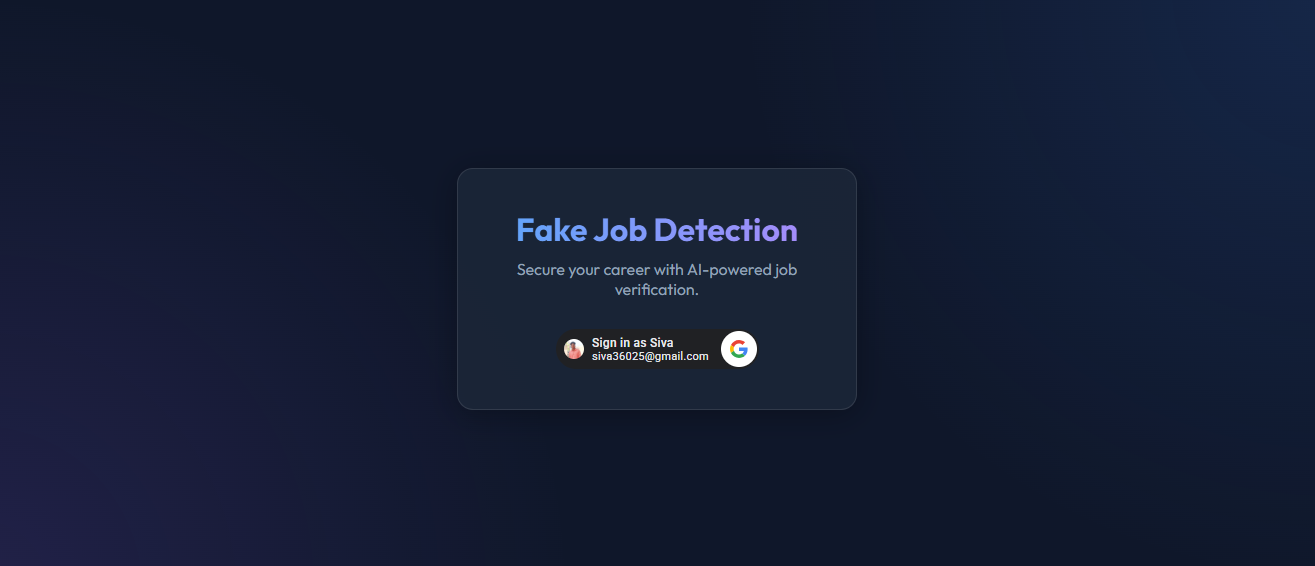 Fake Job Detection
Secure your career with AI-powered job
verification.
Sign in as Siva
siva36025@gmail.com